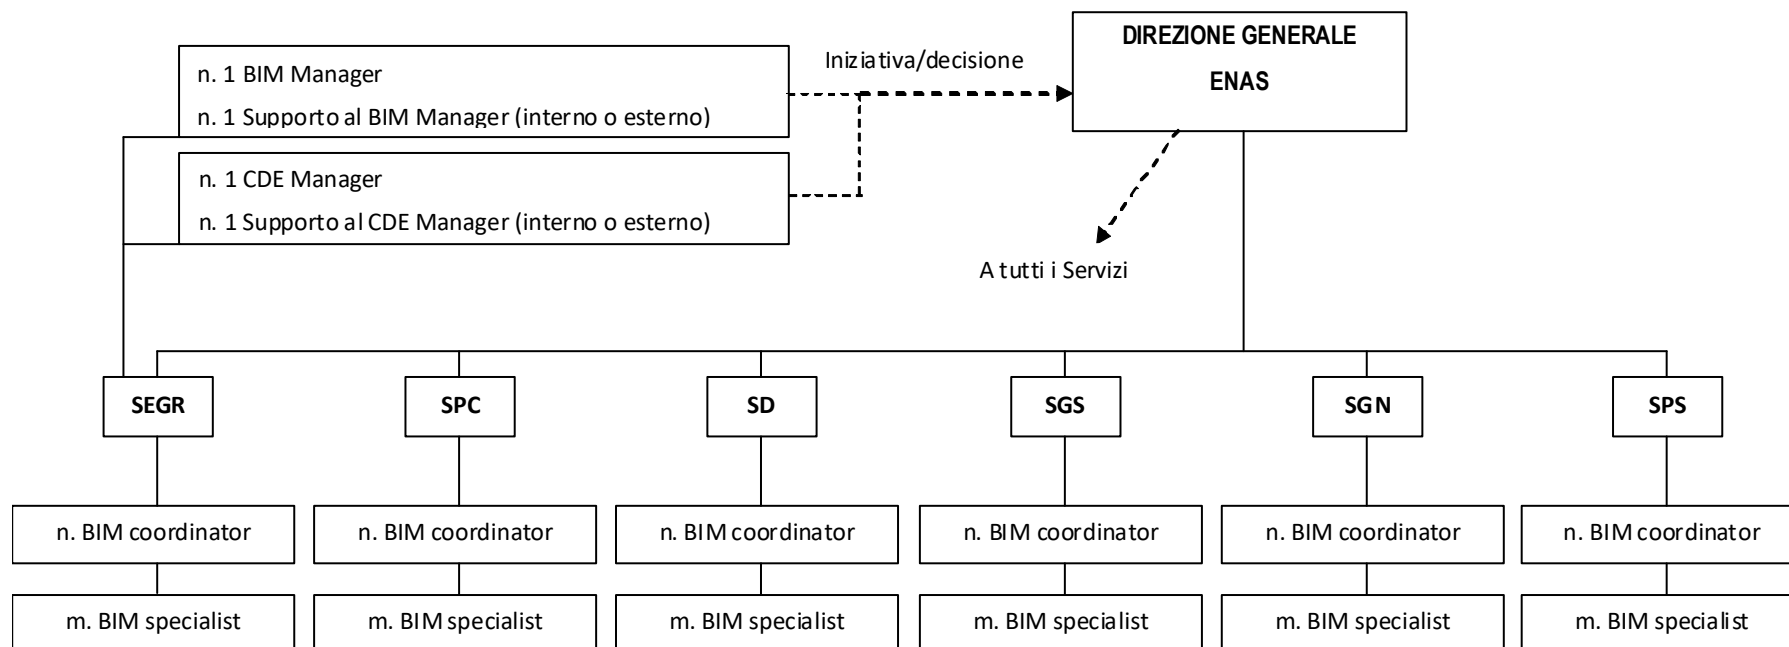 DIREZIONE GENERALE
ENAS
Iniziativa/decisione
n. 1 BIM Manager
n. 1 Supporto al BIM Manager (interno o esterno)
n. 1 CDE Manager
n. 1 Supporto al CDE Manager (interno o esterno)
A tutti i Servizi
SEGR
SPC
SD
SGS
SGN
SPS
n. BIM coordinator
n. BIM coordinator
n. BIM coordinator
n. BIM coordinator
n. BIM coordinator
n. BIM coordinator
m. BIM specialist
m. BIM specialist
m. BIM specialist
m. BIM specialist
m. BIM specialist
m. BIM specialist